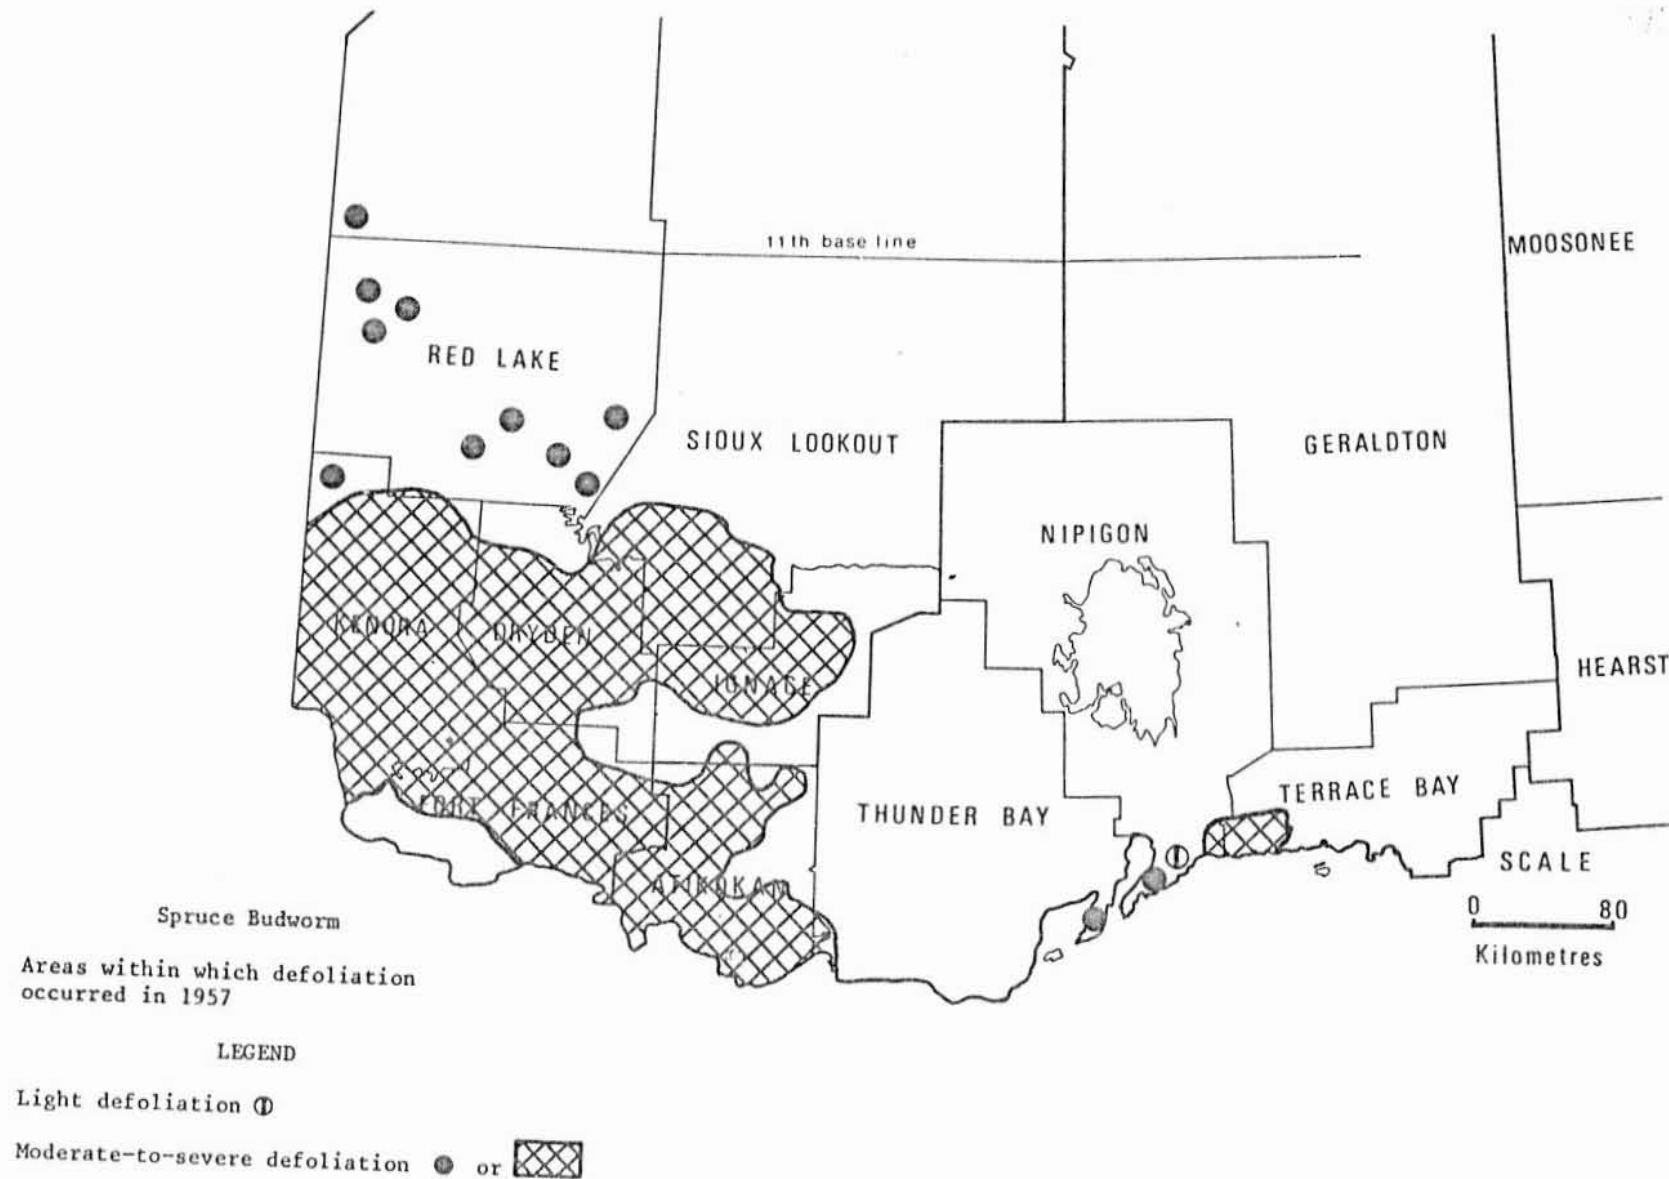 11th base line
MOOSONEE
RED LAKE
SIOUX LOOKOUT
GERALDTON
NIPIGON
HEARST
KENORA
DRYDEN
IGNACE
TERRACE BAY
FORT FRANCES
THUNDER BAY
ATIKOKAN
SCALE
0 80
Kilometres
Spruce Budworm
Areas within which defoliation
occurred in 1957
LEGEND
Light defoliation
Moderate-to-severe defoliation or